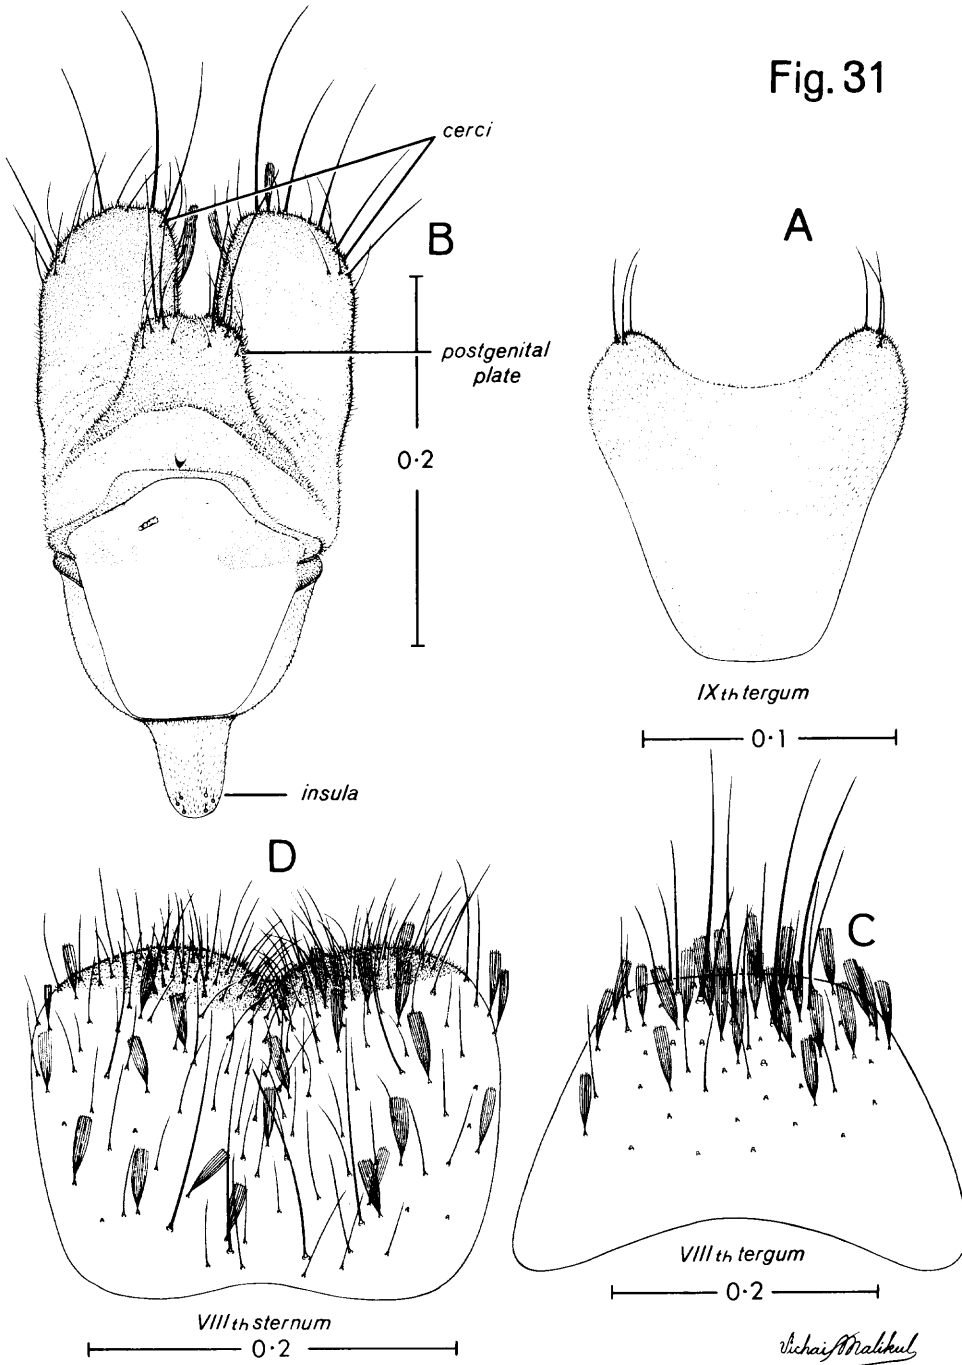 Fig. 31
cerci
B
A
postgenital
plate
0·2
IXth tergum
0·1
insula
D
C
VIIIth tergum
0·2
VIIIth sternum
0·2
Vichai Malikul